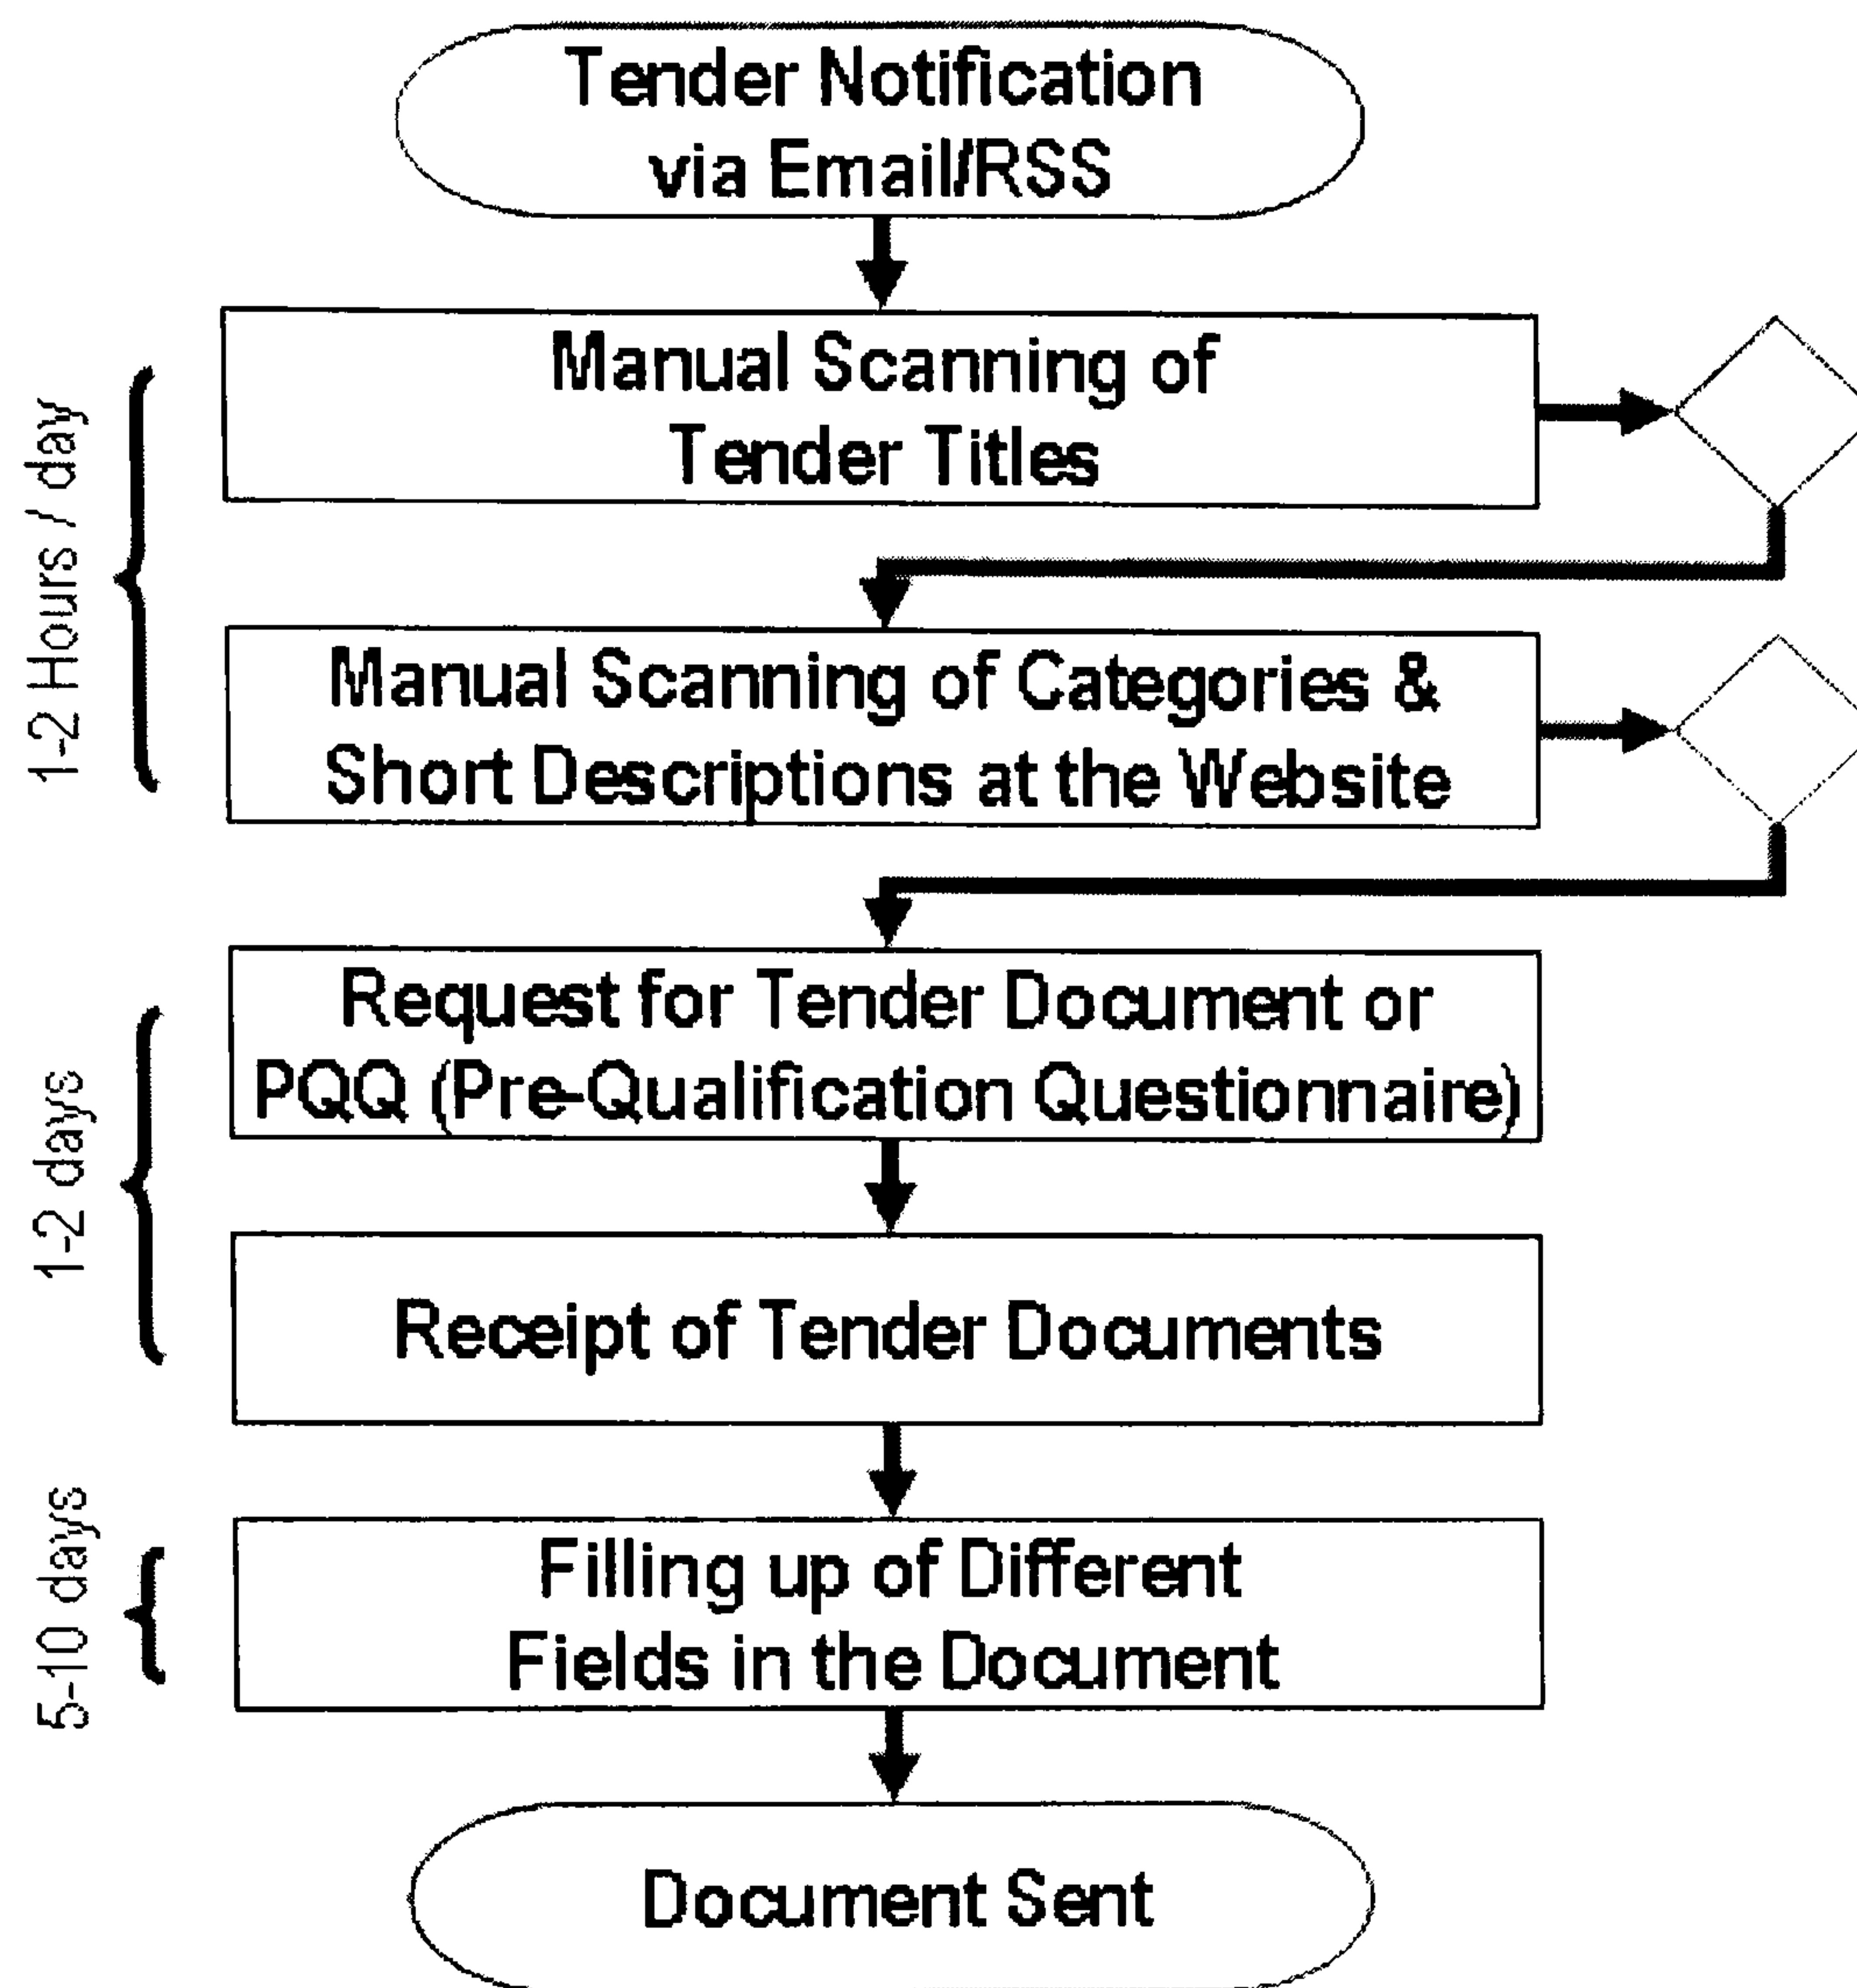 Tender Notification
via Email/RSS
Manual Scanning of
Tender Titles
1-2 Hours / day
Manual Scanning of Categories &
Short Descriptions at the Website
Request for Tender Document or
PQQ (Pre-Qualification Questionnaire)
1-2 days
Receipt of Tender Documents
Filling up of Different
Fields in the Document
5-10 days
Document Sent